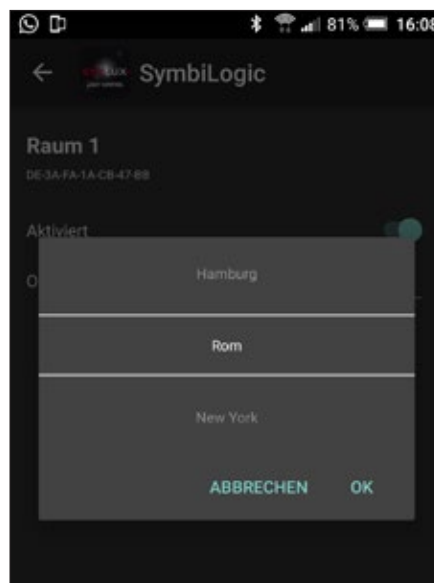 81% 16:08
SymbiLogic
Raum 1
DE-3A-FA-1A-CB-47-BB
Aktiviert
O
Hamburg
Rom
New York
ABBRECHEN OK